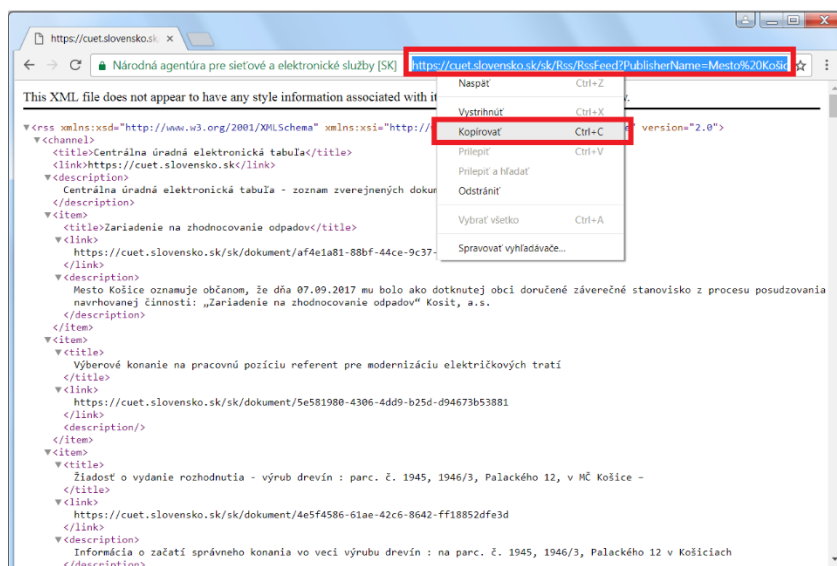 https://cuet.slovensko.sk
Národná agentúra pre sieťové a elektronické služby [SK] https://cuet.slovensko.sk/sk/Rss/RssFeed?PublisherName=Mesto%20Košic
Naspäť Ctrl+Z
Vystrihnúť Ctrl+X
Kopírovať Ctrl+C
Prilepiť Ctrl+V
Prilepiť a hľadať
Odstrániť
Vybrať všetko Ctrl+A
Spravovať vyhľadávače...
This XML file does not appear to have any style information associated with it
▼<rss xmlns:xsd="http://www.w3.org/2001/XMLSchema" xmlns:xsi="http:// version="2.0">
▼<channel>
<title>Centrálna úradná elektronická tabuľa</title>
<link>https://cuet.slovensko.sk</link>
▼<description>
Centrálna úradná elektronická tabuľa - zoznam zverejnených
</description>
▼<item>
<title>Zariadenie na zhodnocovanie odpadov</title>
▼<link>
https://cuet.slovensko.sk/sk/dokument/af4e1a81-88bf-44ce-9c37-
</link>
▼<description>
Mesto Košice oznamuje občanom, že dňa 07.09.2017 mu bolo ako dotknutej obci doručené záverečné stanovisko z procesu posudzovania
navrhovanej činnosti: „Zariadenie na zhodnocovanie odpadov“ Kosit, a.s.
</description>
</item>
▼<item>
▼<title>
Výberové konanie na pracovnú pozíciu referent pre modernizáciu električkových tratí
</title>
▼<link>
https://cuet.slovensko.sk/sk/dokument/5e581980-4306-4dd9-b25d-d94673b53881
</link>
<description/>
</item>
▼<item>
▼<title>
Žiadosť o vydanie rozhodnutia - výrub drevín : parc. č. 1945, 1946/3, Palackého 12, v MČ Košice –
</title>
▼<link>
https://cuet.slovensko.sk/sk/dokument/4e5f4586-61ae-42c6-8642-ff18852dfe3d
</link>
▼<description>
Informácia o začatí správneho konania vo veci výrubu drevín : na parc. č. 1945, 1946/3, Palackého 12 v Košiciach
</description>